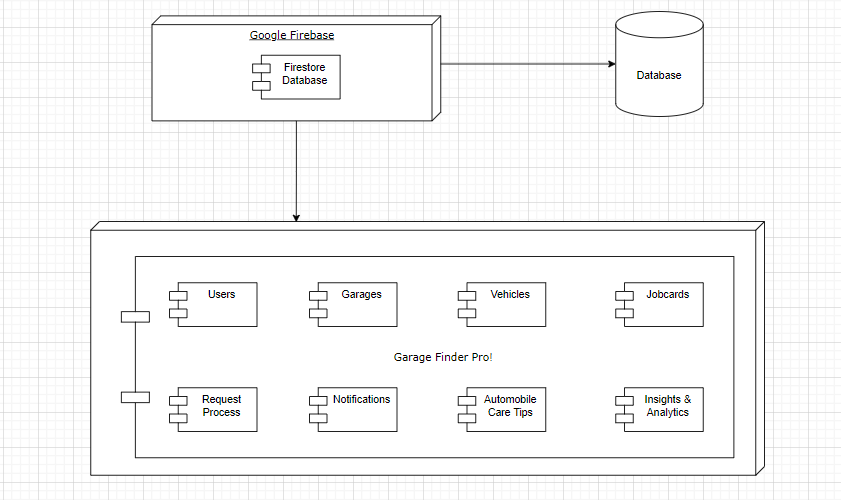 Google Firebase
Firestore
Database
Database
Users
Garages
Vehicles
Jobcards
Garage Finder Pro!
Request
Process
Notifications
Automobile
Care Tips
Insights &
Analytics